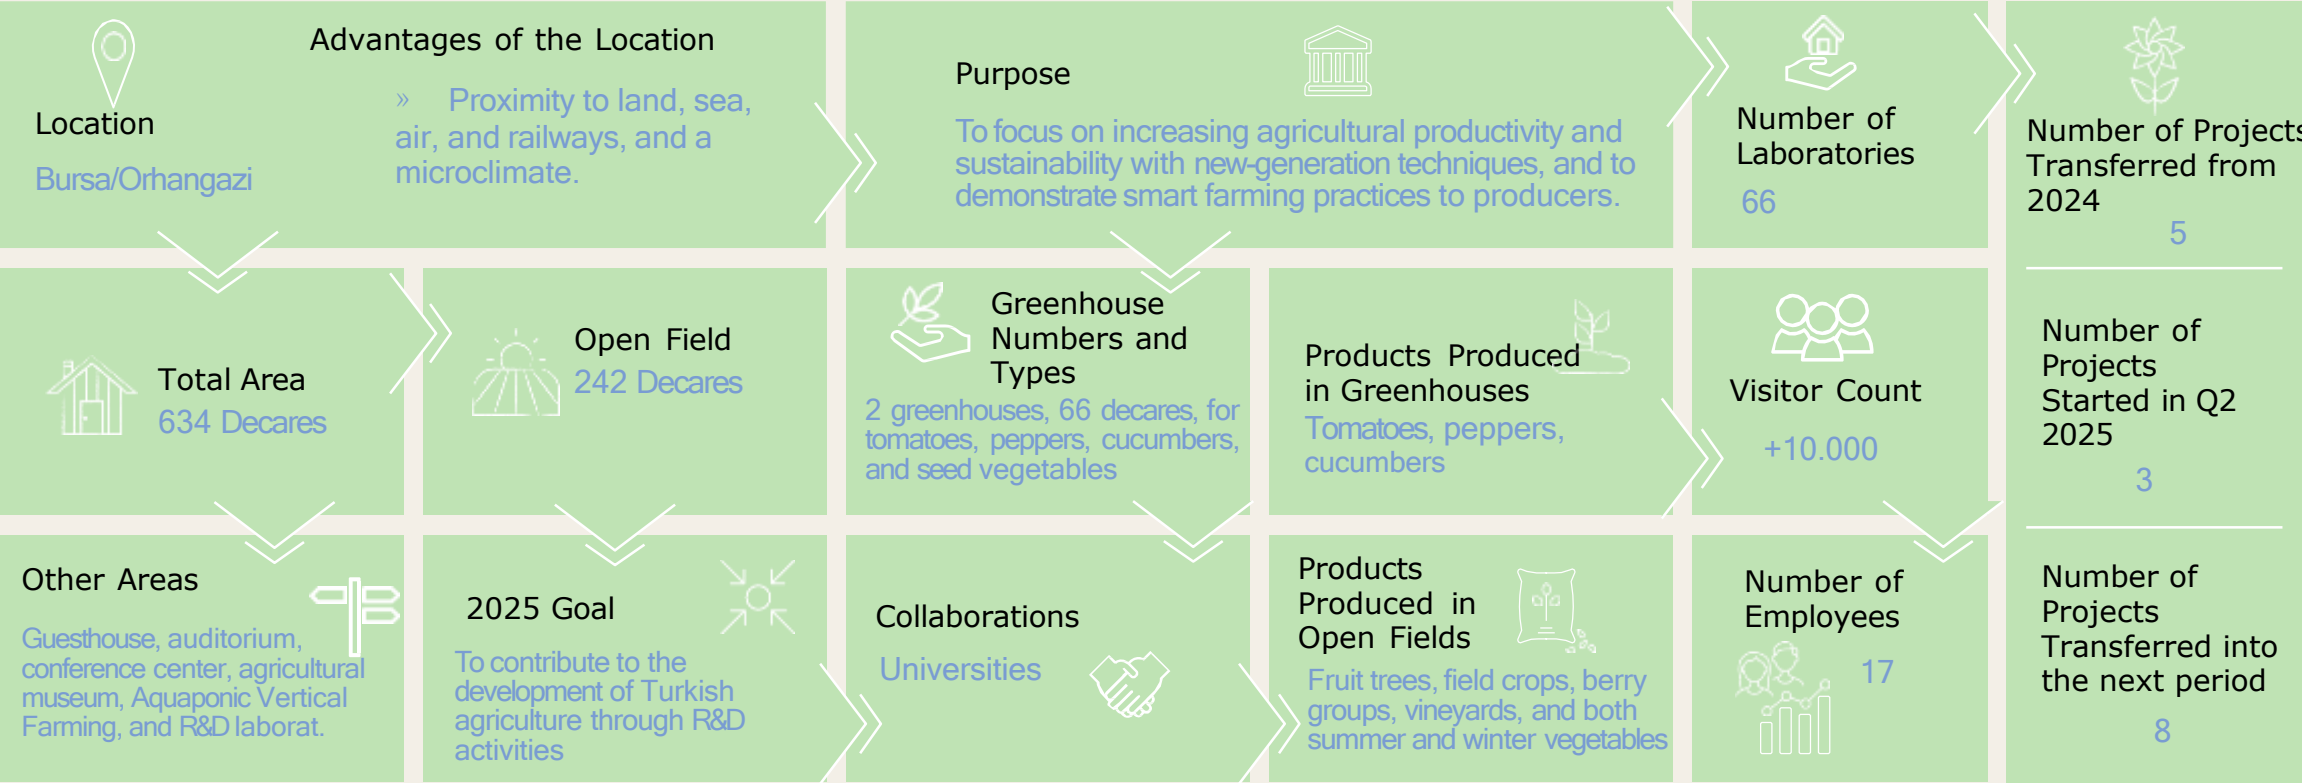 Location
Bursa/Orhangazi
Advantages of the Location
» Proximity to land, sea,
air, and railways, and a
microclimate.
Purpose
To focus on increasing agricultural productivity and
sustainability with new-generation techniques, and to
demonstrate smart farming practices to producers.
Number of
Laboratories
66
Number of Projects
Transferred from
2024
5
Total Area
634 Decares
Open Field
242 Decares
Greenhouse
Numbers and
Types
2 greenhouses, 66 decares, for
tomatoes, peppers, cucumbers,
and seed vegetables
Products Produced
in Greenhouses
Tomatoes, peppers,
cucumbers
Visitor Count
+10.000
Number of
Projects
Started in Q2
2025
3
Other Areas
Guesthouse, auditorium,
conference center, agricultural
museum, Aquaponic Vertical
Farming, and R&D laborat.
2025 Goal
To contribute to the
development of Turkish
agriculture through R&D
activities
Collaborations
Universities
Products
Produced in
Open Fields
Fruit trees, field crops, berry
groups, vineyards, and both
summer and winter vegetables
Number of
Employees
17
Number of
Projects
Transferred into
the next period
8